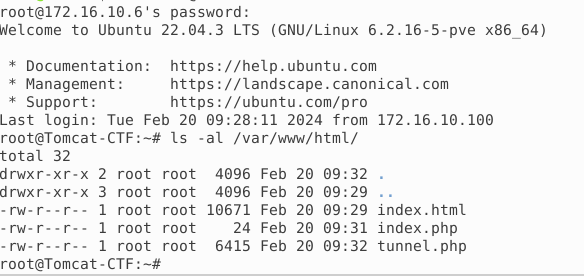 root@172.16.10.6's password:
Welcome to Ubuntu 22.04.3 LTS (GNU/Linux 6.2.16-5-pve x86_64)

 * Documentation:  https://help.ubuntu.com
 * Management:     https://landscape.canonical.com
 * Support:        https://ubuntu.com/pro
Last login: Tue Feb 20 09:28:11 2024 from 172.16.10.100
root@Tomcat-CTF:~# ls -al /var/www/html/
total 32
drwxr-xr-x 2 root root  4096 Feb 20 09:32 .
drwxr-xr-x 3 root root  4096 Feb 20 09:29 ..
-rw-r--r-- 1 root root 10671 Feb 20 09:29 index.html
-rw-r--r-- 1 root root    24 Feb 20 09:31 index.php
-rw-r--r-- 1 root root  6415 Feb 20 09:32 tunnel.php
root@Tomcat-CTF:~#